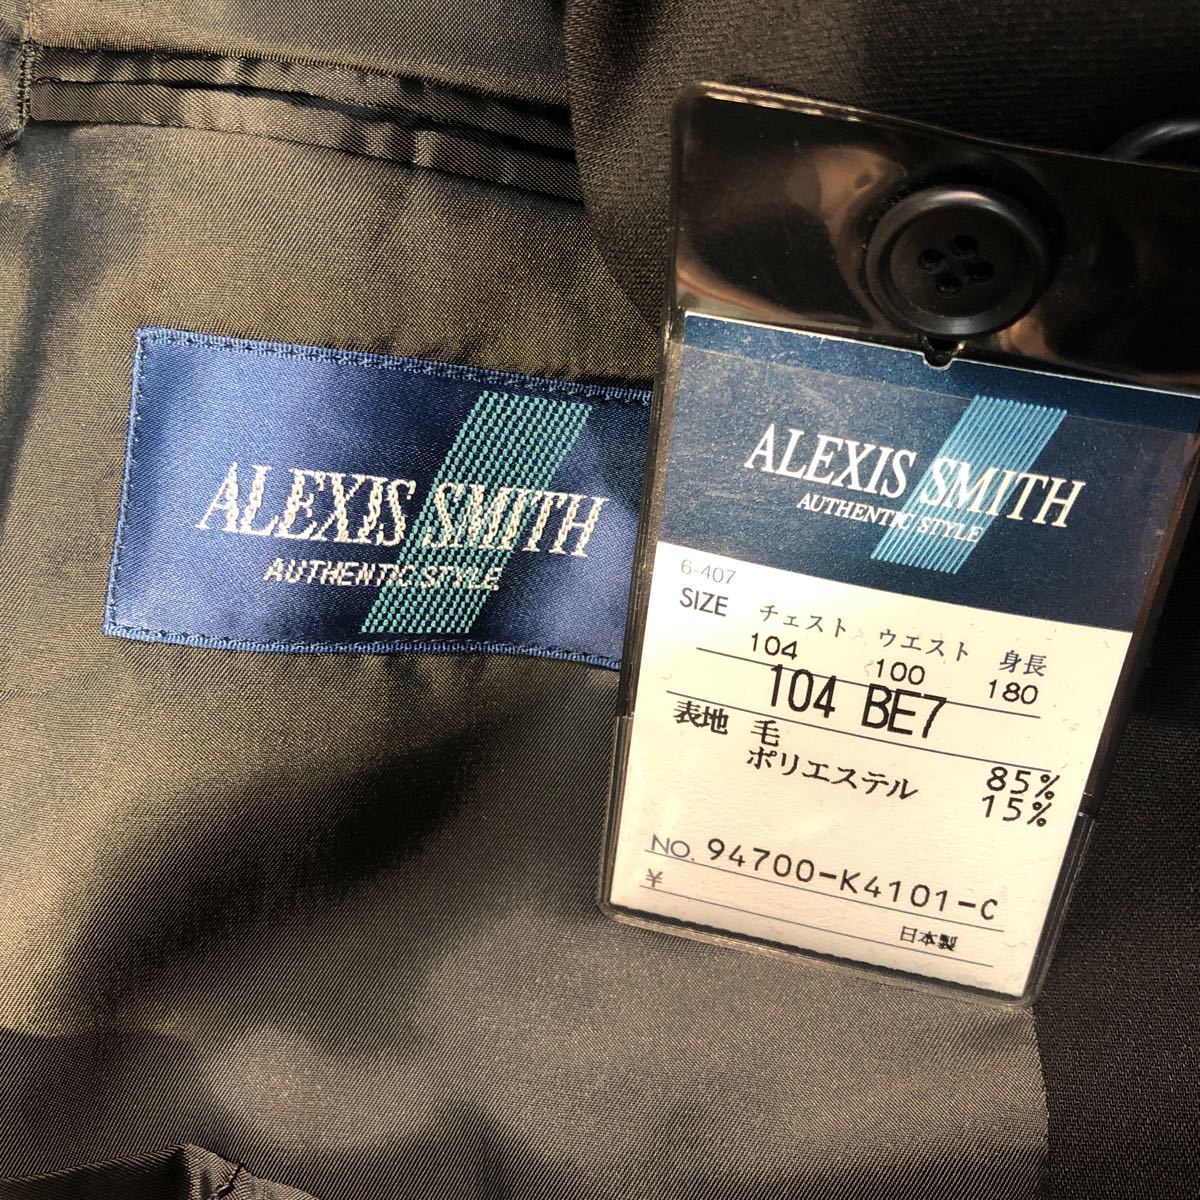 ALEXIS SMITH
AUTHENTIC STYLE
ALEXIS SMITH
AUTHENTIC STYLE
6-407
SIZE チェスト ウエスト 身長
104 100 180
104 BE7
表地 毛 85%
ポリエステル 15%
NO. 94700-K4101-C
¥
日本製